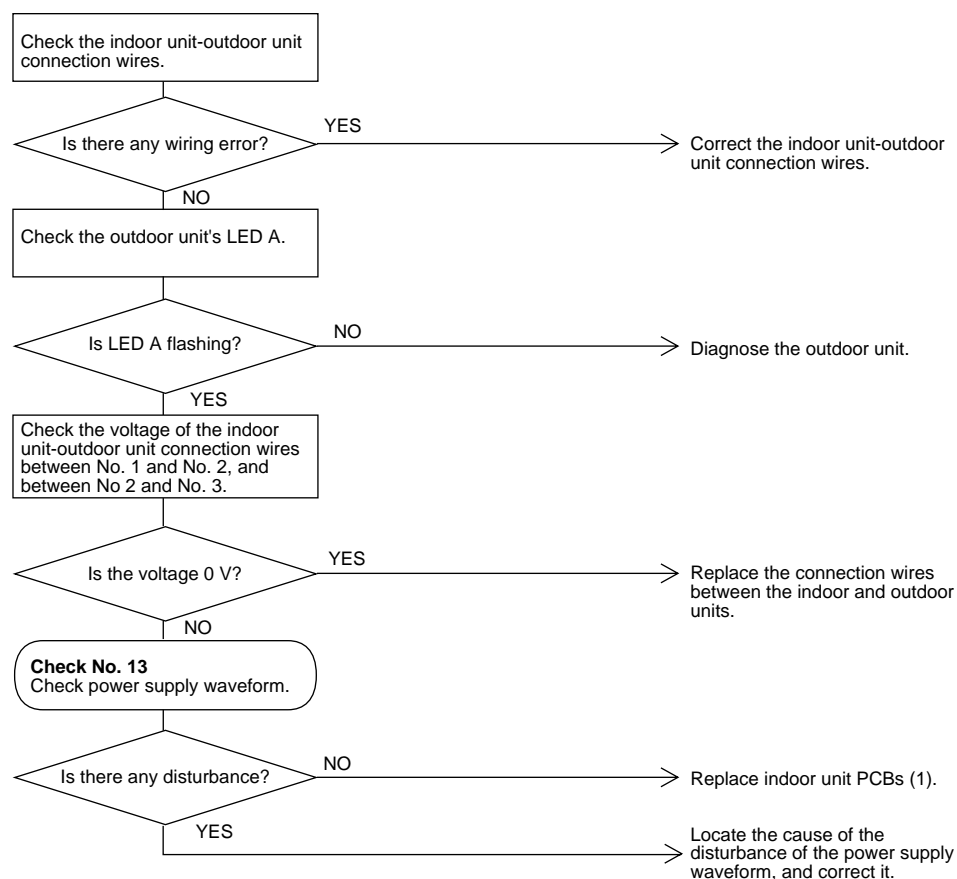 Check the indoor unit-outdoor unit
connection wires.
Is there any wiring error?
YES
Correct the indoor unit-outdoor
unit connection wires.
NO
Check the outdoor unit's LED A.
Is LED A flashing?
NO
Diagnose the outdoor unit.
YES
Check the voltage of the indoor
unit-outdoor unit connection wires
between No. 1 and No. 2, and
between No 2 and No. 3.
Is the voltage 0 V?
YES
Replace the connection wires
between the indoor and outdoor
units.
NO
Check No. 13
Check power supply waveform.
Is there any disturbance?
NO
Replace indoor unit PCBs (1).
YES
Locate the cause of the
disturbance of the power supply
waveform, and correct it.